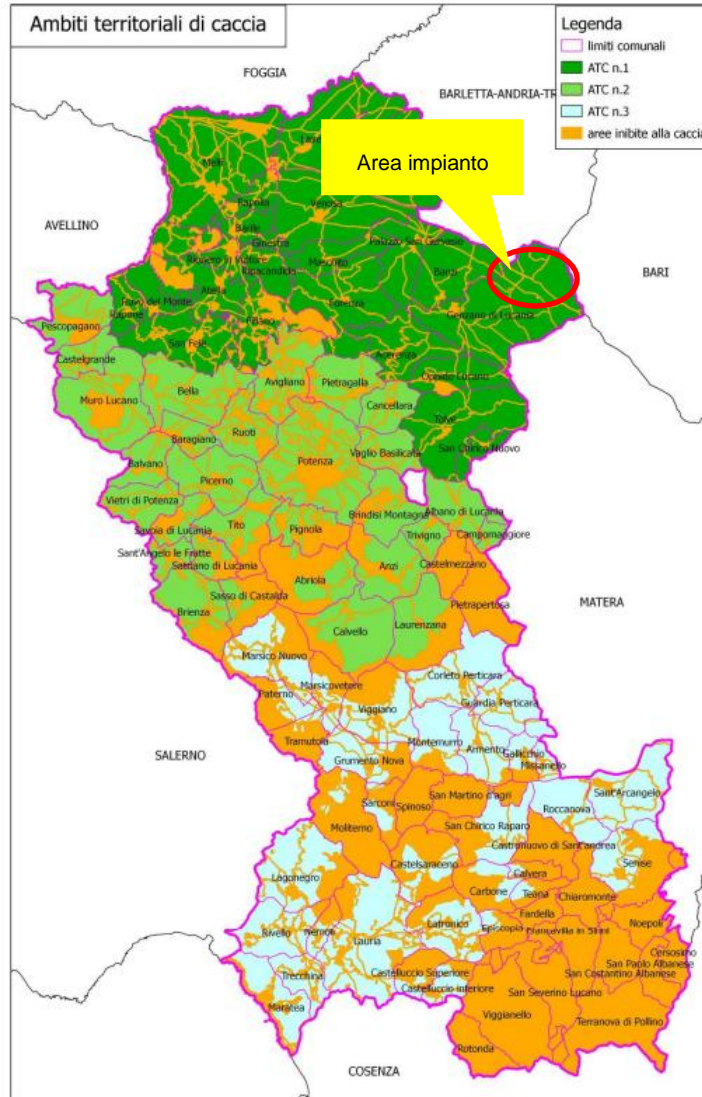 Ambiti territoriali di caccia
Legenda
limiti comunali
ATC n.1
ATC n.2
ATC n.3
aree inibite alla caccia
FOGGIA
BARLETTA-ANDRIA-TR
Area impianto
AVELLINO
BARI
Melfi
Rapolla
Venosa
Barile
Ginestra
Palazzo San Gervasio
Rionero in Vulture
Ripacandida
Maschito
Banzi
Atella
Forenza
Genzano di Lucania
Ruvo del Monte
Rapone
Filiano
Pescopagano
San Fele
Acerenza
Castelgrande
Bella
Avigliano
Pietragalla
Oppido Lucano
Muro Lucano
Cancellara
Tolve
Baragiano
Ruoti
San Chirico Nuovo
Balvano
Potenza
Vaglio Basilicata
Picerno
Vietri di Potenza
Brindisi Montagna
Albano di Lucania
Savoia di Lucania
Tito
Pignola
Trivigno
Campomaggiore
Sant'Angelo le Fratte
Satriano di Lucania
Anzi
Castelmezzano
Abriola
Sasso di Castalda
Brienza
Pietrapertosa
MATERA
Calvello
Laurenzana
Marsico Nuovo
Corleto Perticara
Marsicovetere
Paterno
Viggiano
Guardia Perticara
SALERNO
Tramutola
Montemurro
Armento
Gallicchio
Grumento Nova
Missanello
Sarconi
Spinoso
San Martino d'agri
Sant'Arcangelo
Roccanova
Moliterno
San Chirico Raparo
Castronuovo di Sant'andrea
Castelsaraceno
Senise
Calvera
Lagonegro
Carbone
Teana
Chiaromonte
Fardella
Noepoli
Latronico
Episcopia
Francavilla in Sinni
Rivello
Nemoli
Lauria
Cersosimo
San Paolo Albanese
Trecchina
Castelluccio Superiore
San Costantino Albanese
Castelluccio inferiore
San Severino Lucano
Maratea
Viggianello
Terranova di Pollino
Rotonda
COSENZA